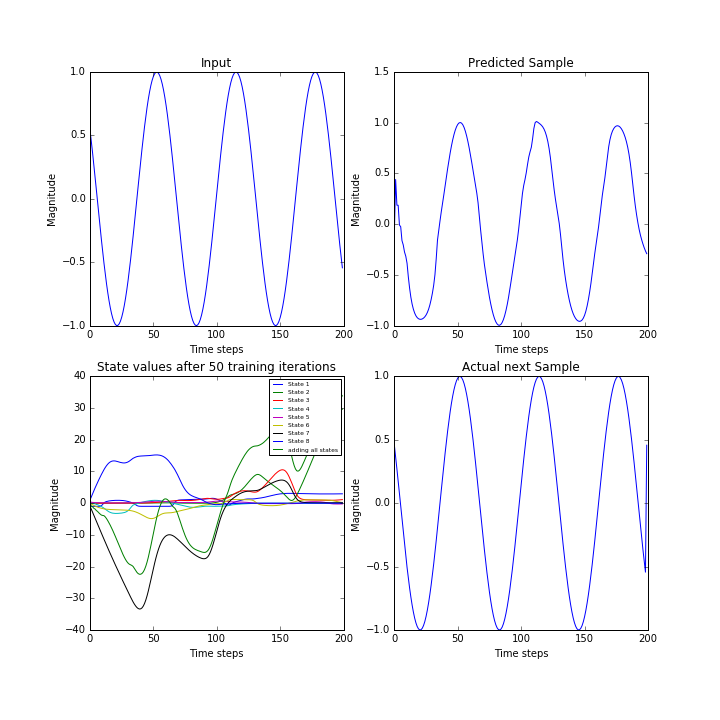 Input
1.0
0.5
0.0
−0.5
−1.0
Magnitude
0
50
100
150
200
Time steps
Predicted Sample
1.5
1.0
0.5
0.0
−0.5
−1.0
Magnitude
0
50
100
150
200
Time steps
State values after 50 training iterations
40
30
20
10
0
−10
−20
−30
−40
Magnitude
State 1
State 2
State 3
State 4
State 5
State 6
State 7
State 8
adding all states
0
50
100
150
200
Time steps
Actual next Sample
1.0
0.5
0.0
−0.5
−1.0
Magnitude
0
50
100
150
200
Time steps